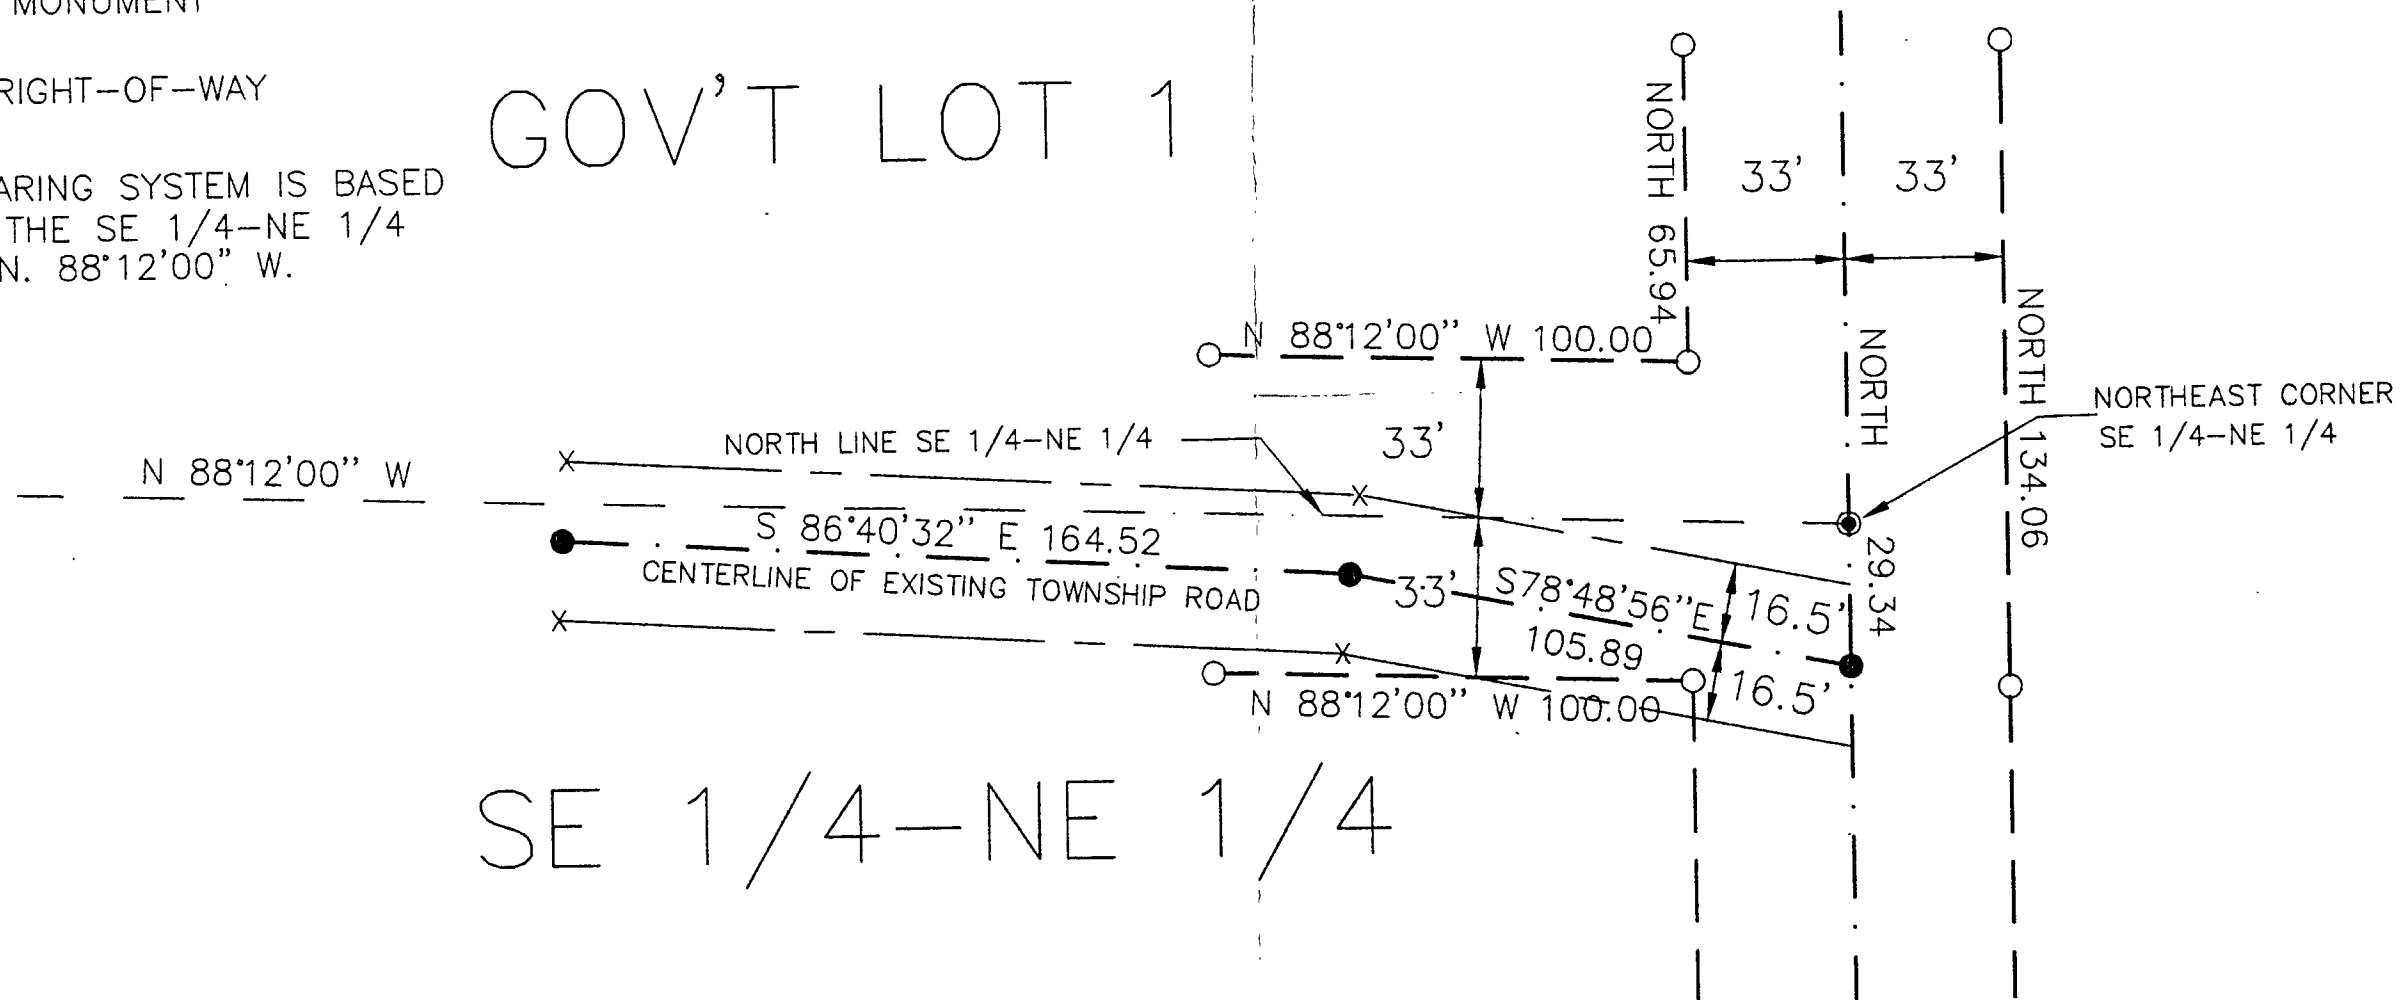 MONUMENT
RIGHT-OF-WAY
ARING SYSTEM IS BASED
THE SE 1/4-NE 1/4
N. 88°12'00" W.
GOV'T LOT 1
NORTH 65.94
33'
33'
N 88°12'00" W 100.00
NORTH
29.34
NORTH 134.06
NORTHEAST CORNER
SE 1/4-NE 1/4
NORTH LINE SE 1/4-NE 1/4
33'
N 88°12'00" W
S 86°40'32" E 164.52
CENTERLINE OF EXISTING TOWNSHIP ROAD
33'
S78°48'56"E
105.89
16.5'
16.5'
N 88°12'00" W 100.00
SE 1/4-NE 1/4